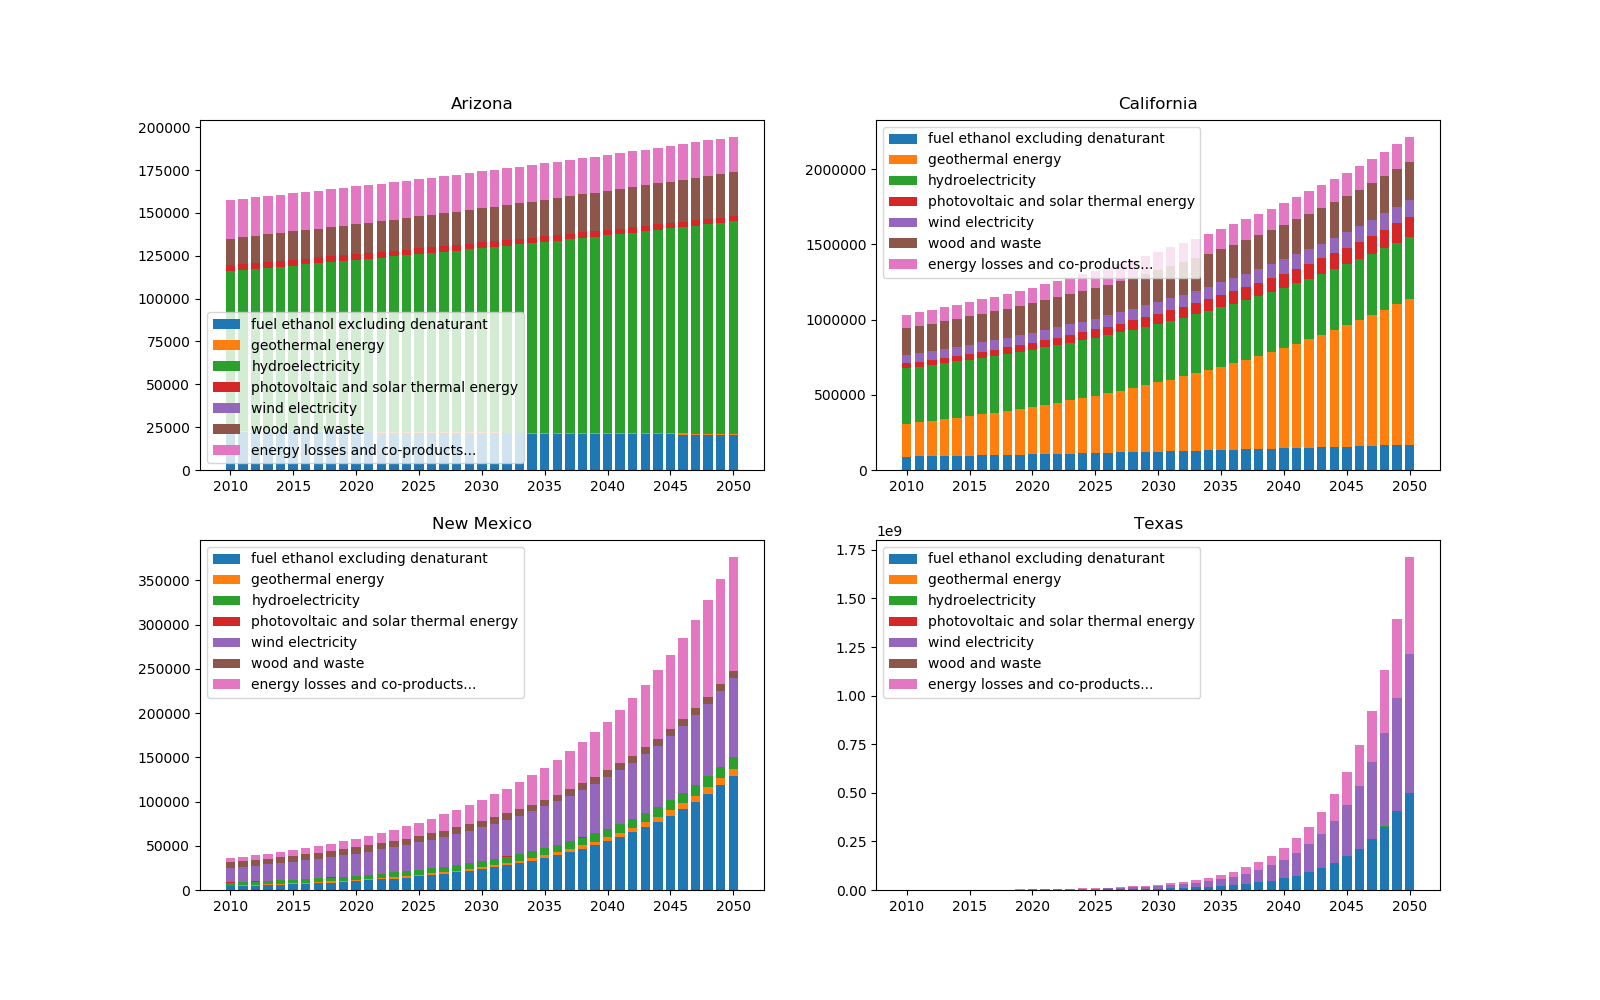 Arizona
200000
175000
150000
125000
100000
75000
50000
25000
0
fuel ethanol excluding denaturant
geothermal energy
hydroelectricity
photovoltaic and solar thermal energy
wind electricity
wood and waste
energy losses and co-products...
2010 2015 2020 2025 2030 2035 2040 2045 2050
California
2000000
1500000
1000000
500000
0
fuel ethanol excluding denaturant
geothermal energy
hydroelectricity
photovoltaic and solar thermal energy
wind electricity
wood and waste
energy losses and co-products...
2010 2015 2020 2025 2030 2035 2040 2045 2050
New Mexico
350000
300000
250000
200000
150000
100000
50000
0
fuel ethanol excluding denaturant
geothermal energy
hydroelectricity
photovoltaic and solar thermal energy
wind electricity
wood and waste
energy losses and co-products...
2010 2015 2020 2025 2030 2035 2040 2045 2050
Texas
1e9
1.75
1.50
1.25
1.00
0.75
0.50
0.25
0.00
fuel ethanol excluding denaturant
geothermal energy
hydroelectricity
photovoltaic and solar thermal energy
wind electricity
wood and waste
energy losses and co-products...
2010 2015 2020 2025 2030 2035 2040 2045 2050